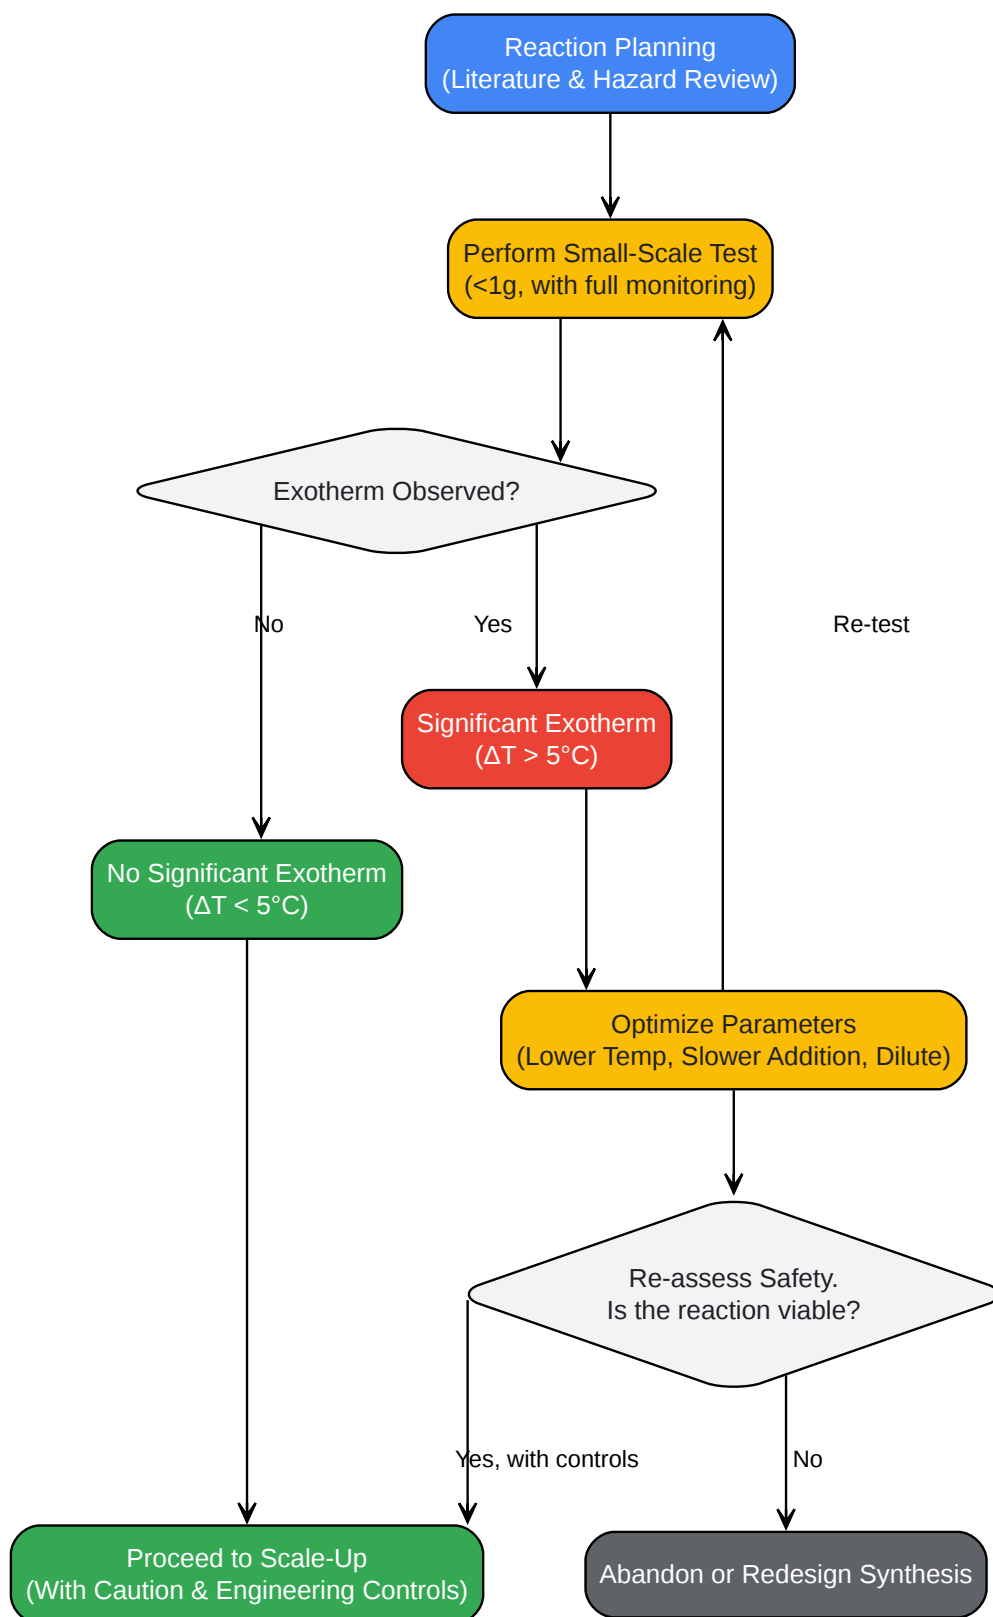 Reaction Planning
(Literature & Hazard Review)
Perform Small-Scale Test
(<1g, with full monitoring)
Exotherm Observed?
No
Yes
Re-test
Significant Exotherm
(ΔT > 5°C)
No Significant Exotherm
(ΔT < 5°C)
Optimize Parameters
(Lower Temp, Slower Addition, Dilute)
Re-assess Safety.
Is the reaction viable?
Yes, with controls
No
Proceed to Scale-Up
(With Caution & Engineering Controls)
Abandon or Redesign Synthesis